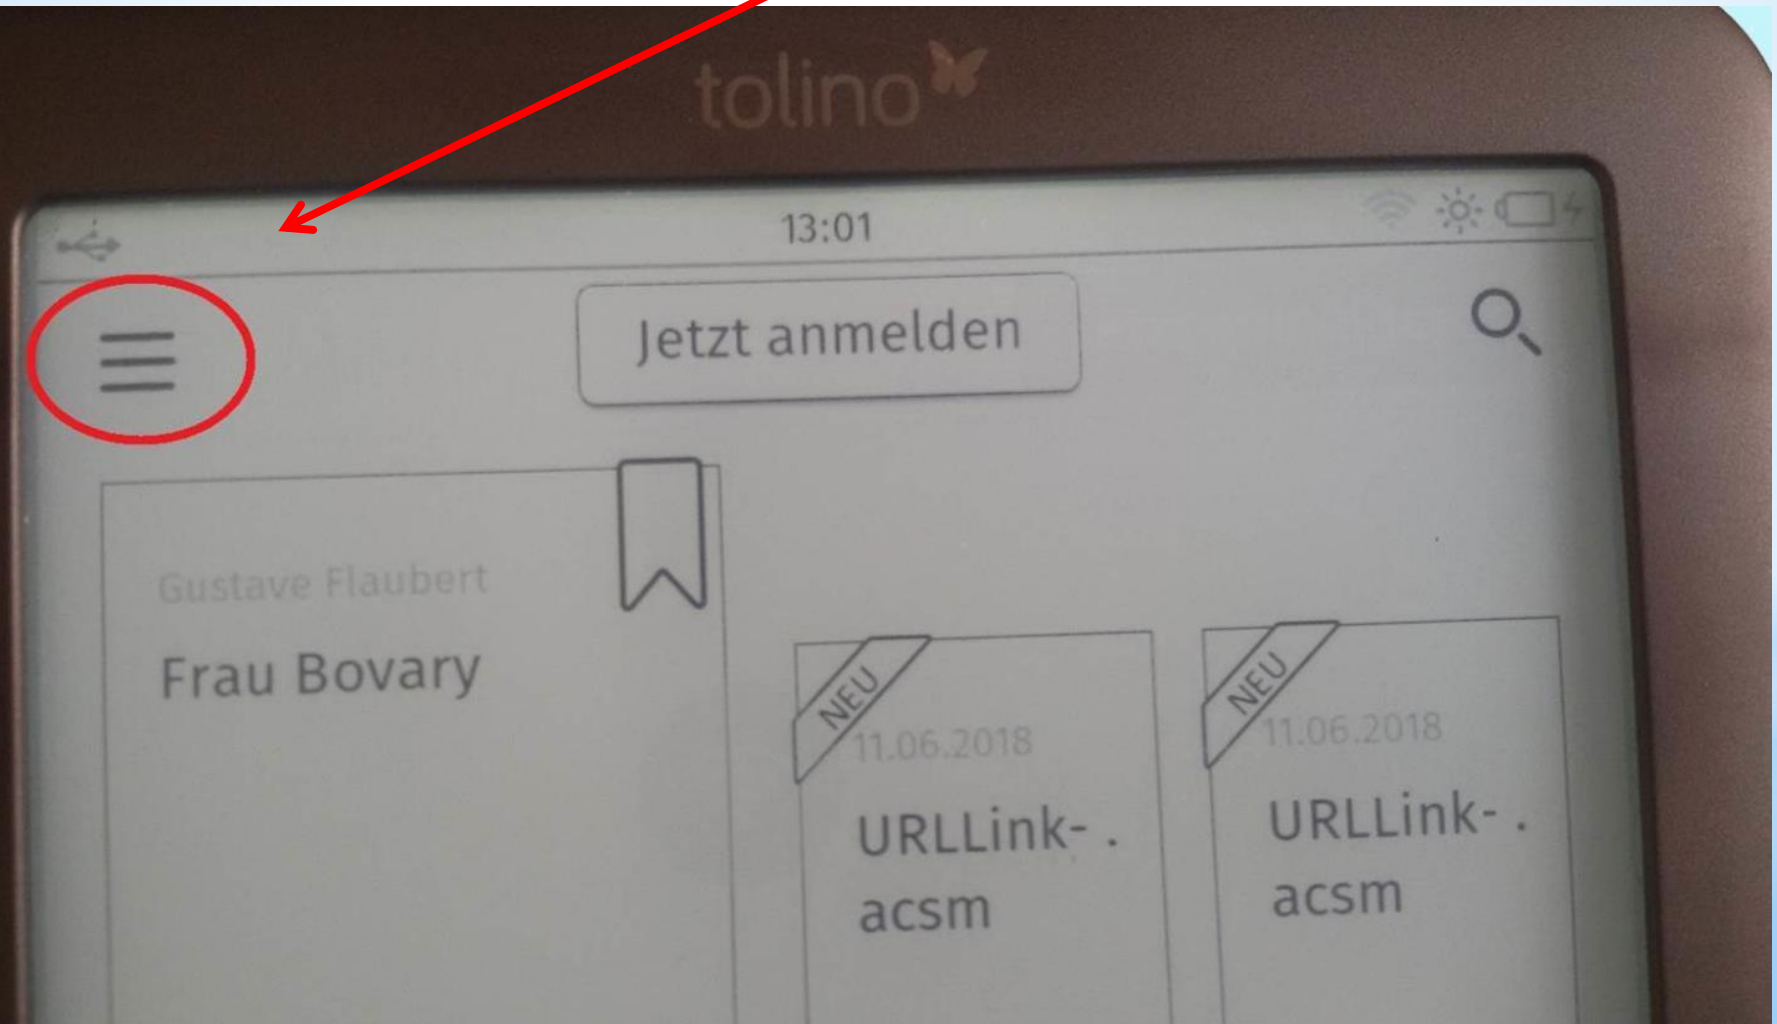 tolino
13:01
Jetzt anmelden
Gustave Flaubert
Frau Bovary
NEU
11.06.2018
URLLink- .
acsm
NEU
11.06.2018
URLLink- .
acsm